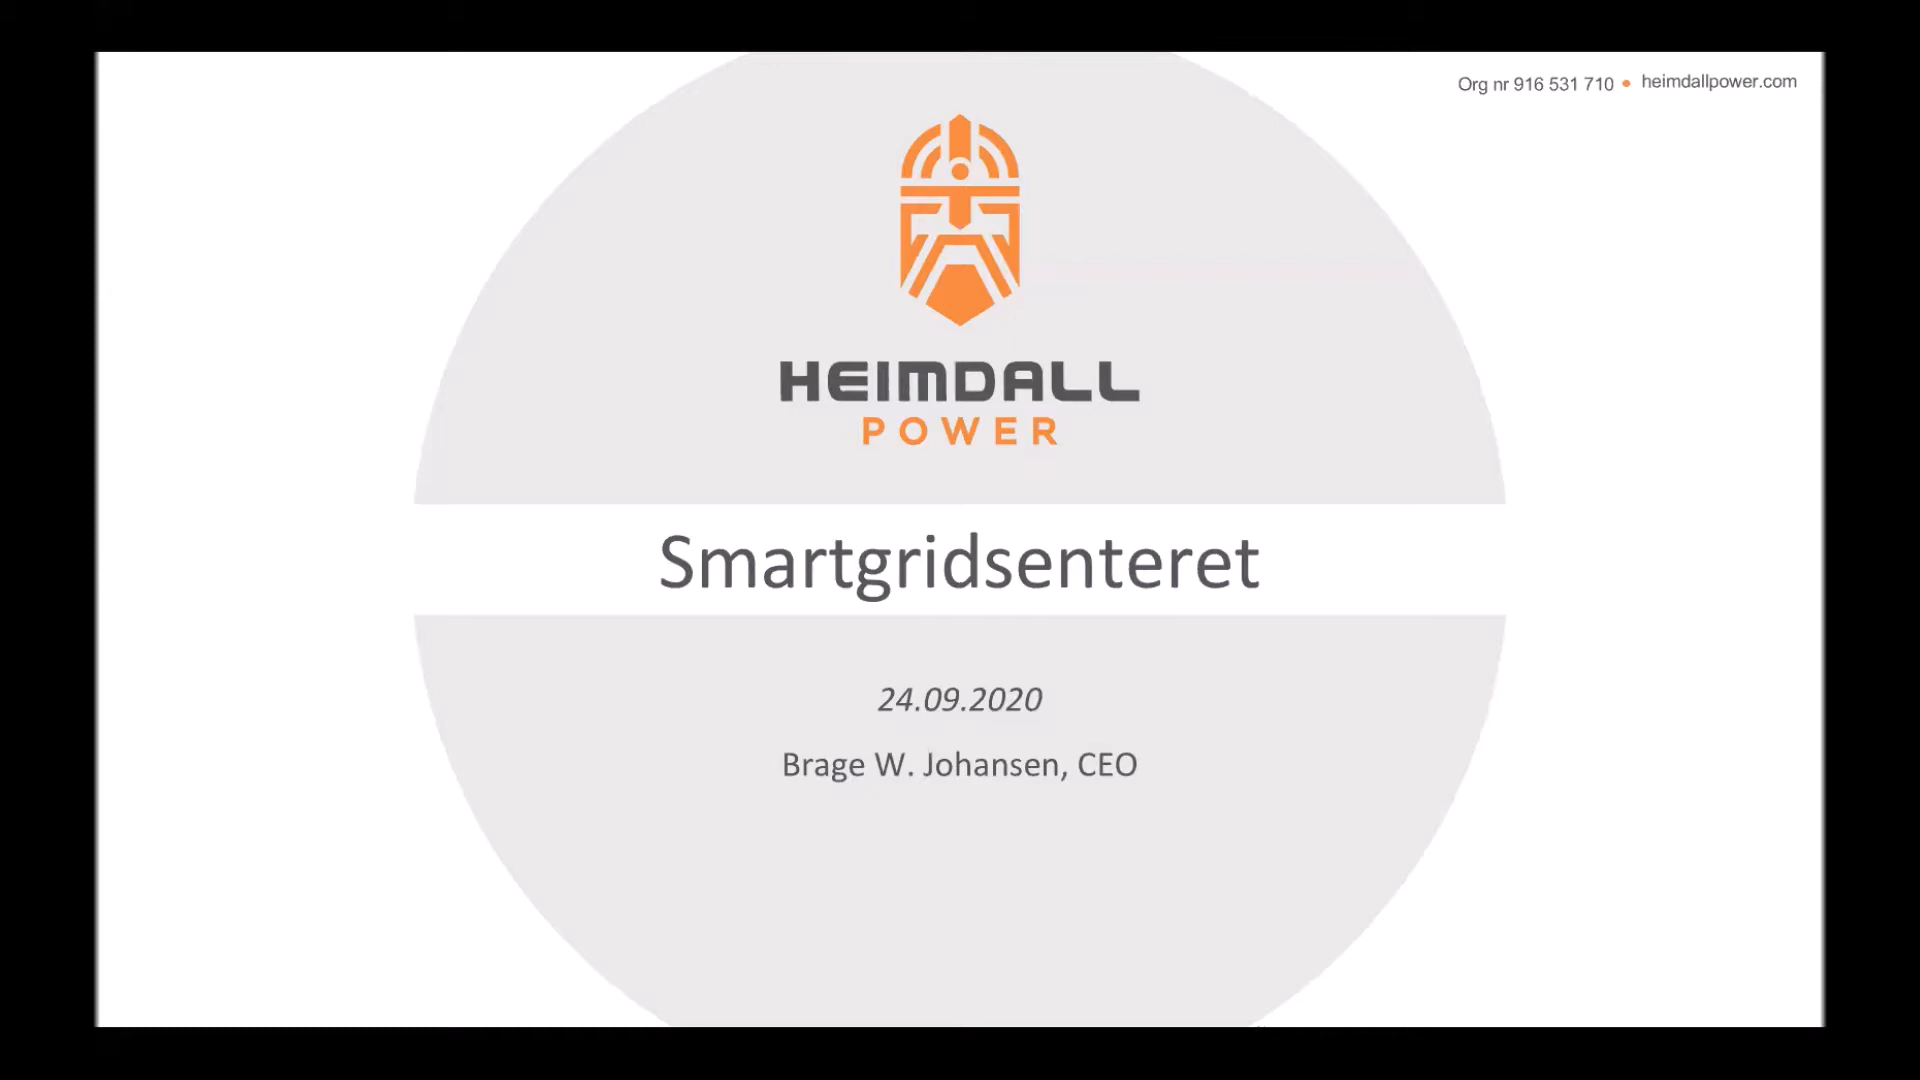 Org nr 916 531 710 • heimdallpower.com
HEIMDALL
POWER
Smartgridsenteret
24.09.2020
Brage W. Johansen, CEO